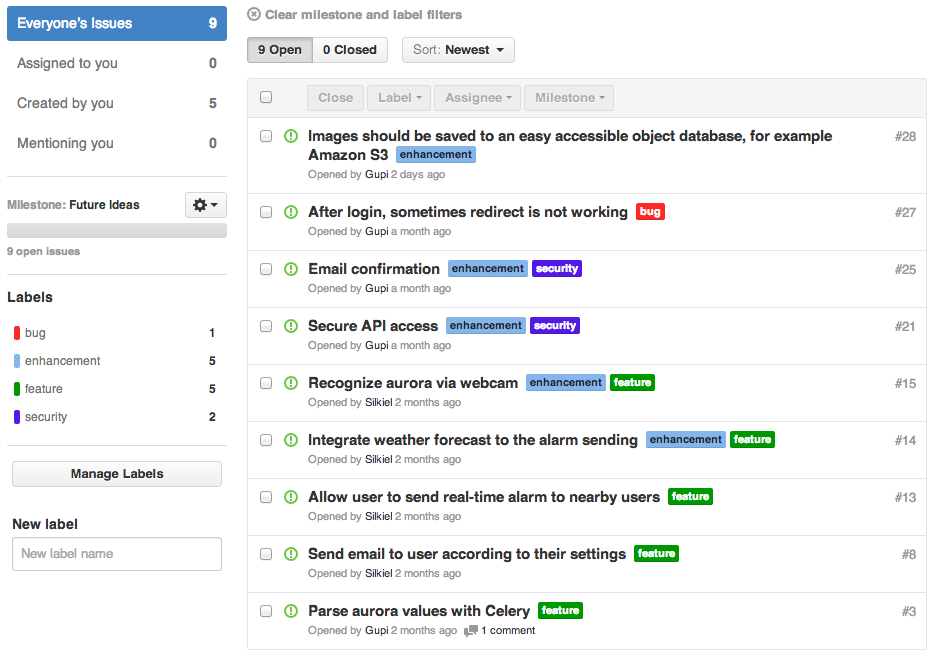 Everyone's Issues 9
Assigned to you 0
Created by you 5
Mentioning you 0
Milestone: Future Ideas
9 open issues
Labels
bug 1
enhancement 5
feature 5
security 2
Manage Labels
New label
New label name
Clear milestone and label filters
9 Open 0 Closed Sort: Newest
Close Label Assignee Milestone
Images should be saved to an easy accessible object database, for example #28
Amazon S3 enhancement
Opened by Gupi 2 days ago
After login, sometimes redirect is not working bug #27
Opened by Gupi a month ago
Email confirmation enhancement security #25
Opened by Gupi a month ago
Secure API access enhancement security #21
Opened by Gupi a month ago
Recognize aurora via webcam enhancement feature #15
Opened by Silkiel 2 months ago
Integrate weather forecast to the alarm sending enhancement feature #14
Opened by Silkiel 2 months ago
Allow user to send real-time alarm to nearby users feature #13
Opened by Silkiel 2 months ago
Send email to user according to their settings feature #8
Opened by Silkiel 2 months ago
Parse aurora values with Celery feature #3
Opened by Gupi 2 months ago 1 comment